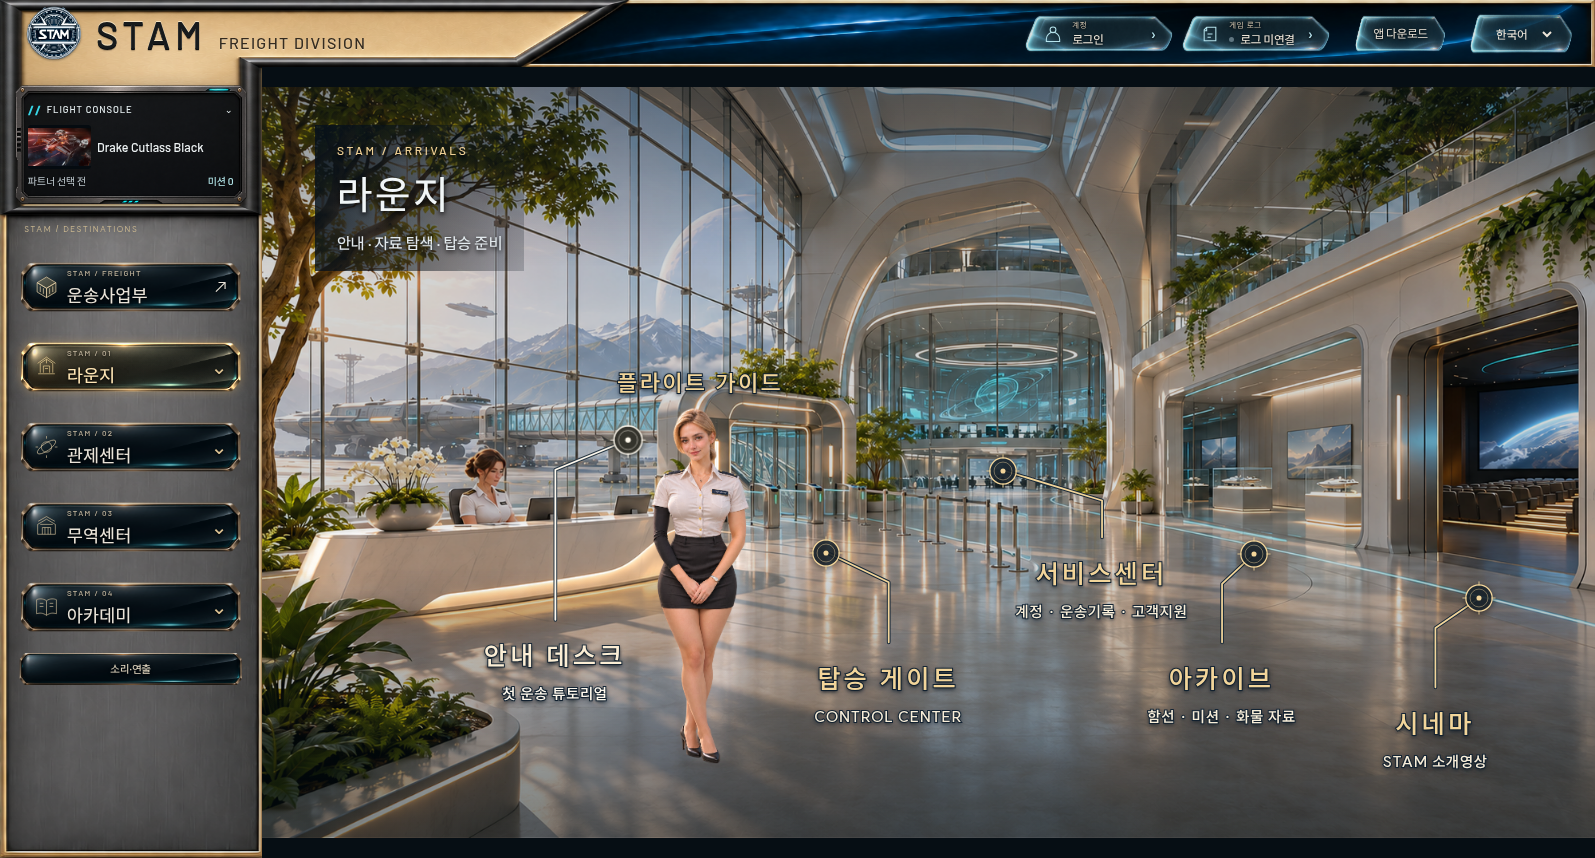 STAM
STAM FREIGHT DIVISION
계정
로그인
게임 로그
로그 미연결
앱 다운로드
한국어
// FLIGHT CONSOLE
Drake Cutlass Black
파트너 선택 전 미션 0
STAM / DESTINATIONS
STAM / FREIGHT
운송사업부
STAM / 01
라운지
STAM / 02
관제센터
STAM / 03
무역센터
STAM / 04
아카데미
소리·연출
STAM / ARRIVALS
라운지
안내 · 자료 탐색 · 탑승 준비
플라이트 가이드
안내 데스크
첫 운송 튜토리얼
탑승 게이트
CONTROL CENTER
서비스센터
계정 · 운송기록 · 고객지원
아카이브
함선 · 미션 · 화물 자료
시네마
STAM 소개영상